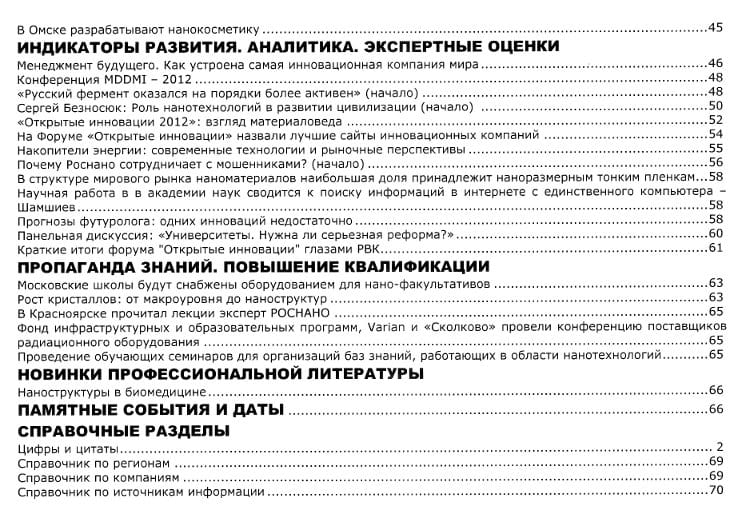 В Омске разрабатывают нанокосметику......45
ИНДИКАТОРЫ РАЗВИТИЯ. АНАЛИТИКА. ЭКСПЕРТНЫЕ ОЦЕНКИ
Менеджмент будущего. Как устроена самая инновационная компания мира......46
Конференция MDDMI – 2012......48
«Русский фермент оказался на порядки более активен» (начало)......48
Сергей Безносюк: Роль нанотехнологий в развитии цивилизации (начало)......50
«Открытые инновации 2012»: взгляд материаловеда......52
На Форуме «Открытые инновации» назвали лучшие сайты инновационных компаний......54
Накопители энергии: современные технологии и рыночные перспективы......55
Почему Роснано сотрудничает с мошенниками? (начало)......56
В структуре мирового рынка наноматериалов наибольшая доля принадлежит наноразмерным тонким пленкам...58
Научная работа в в академии наук сводится к поиску информаций в интернете с единственного компьютера –
Шамшиев......58
Прогнозы футуролога: одних инноваций недостаточно......58
Панельная дискуссия: «Университеты. Нужна ли серьезная реформа?»......60
Краткие итоги форума "Открытые инновации" глазами РВК......61
ПРОПАГАНДА ЗНАНИЙ. ПОВЫШЕНИЕ КВАЛИФИКАЦИИ
Московские школы будут снабжены оборудованием для нано-факультативов......63
Рост кристаллов: от макроуровня до наноструктур......63
В Красноярске прочитал лекции эксперт РОСНАНО......65
Фонд инфраструктурных и образовательных программ, Varian и «Сколково» провели конференцию поставщиков
радиационного оборудования......65
Проведение обучающих семинаров для организаций баз знаний, работающих в области нанотехнологий......65
НОВИНКИ ПРОФЕССИОНАЛЬНОЙ ЛИТЕРАТУРЫ
Наноструктуры в биомедицине......66
ПАМЯТНЫЕ СОБЫТИЯ И ДАТЫ......66
СПРАВОЧНЫЕ РАЗДЕЛЫ
Цифры и цитаты......2
Справочник по регионам......69
Справочник по компаниям......69
Справочник по источникам информации......70